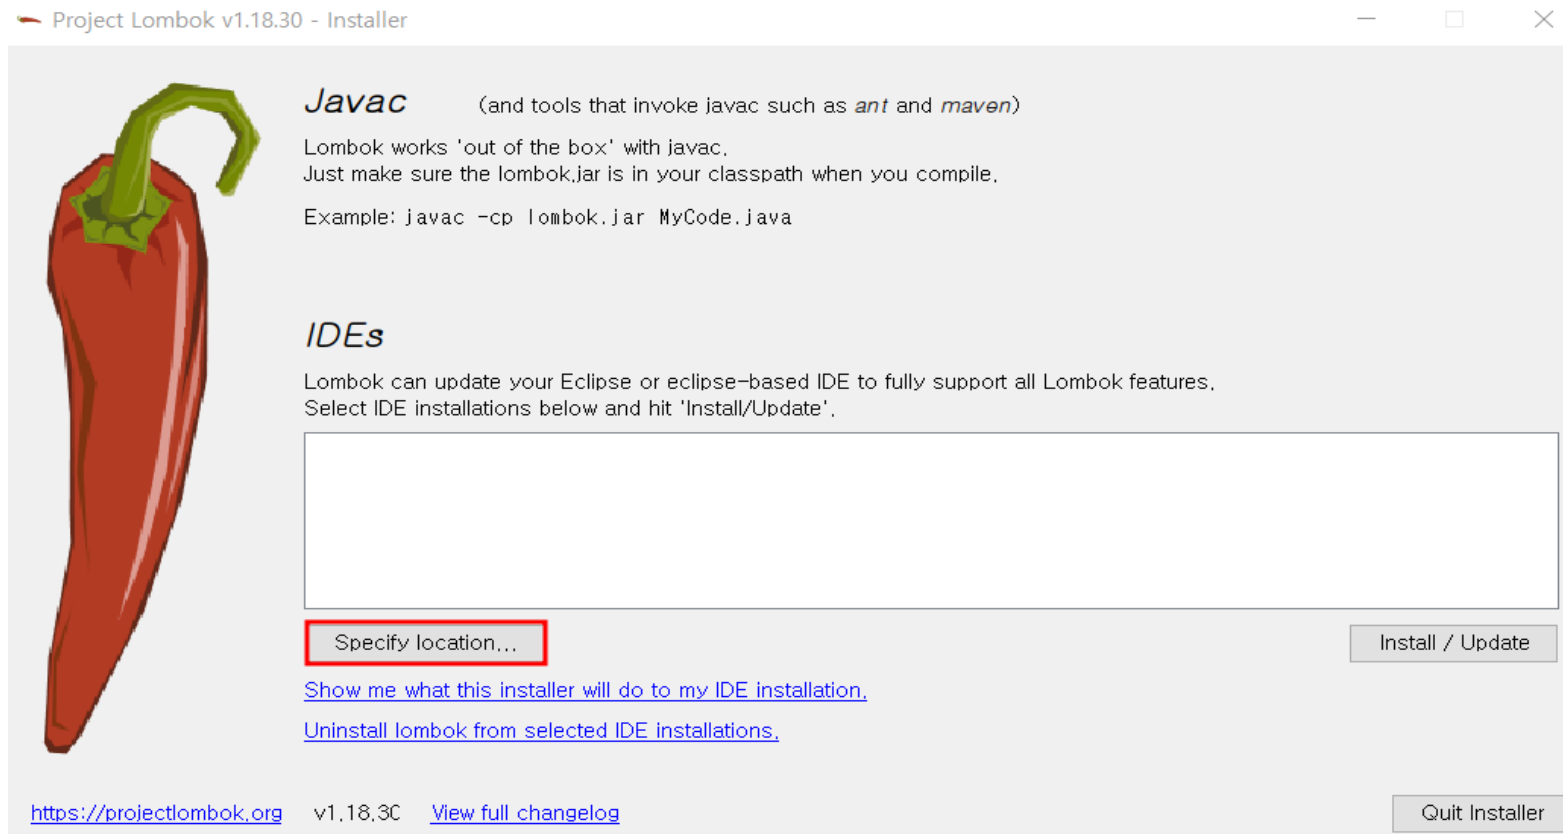 Project Lombok v1.18.30 - Installer
Javac (and tools that invoke javac such as ant and maven)
Lombok works 'out of the box' with javac.
Just make sure the lombok.jar is in your classpath when you compile.
Example: javac -cp lombok.jar MyCode.java
IDEs
Lombok can update your Eclipse or eclipse-based IDE to fully support all Lombok features.
Select IDE installations below and hit 'Install/Update'.
Specify location... Install / Update
Show me what this installer will do to my IDE installation.
Uninstall lombok from selected IDE installations.
https://projectlombok.org v1.18.30 View full changelog Quit Installer